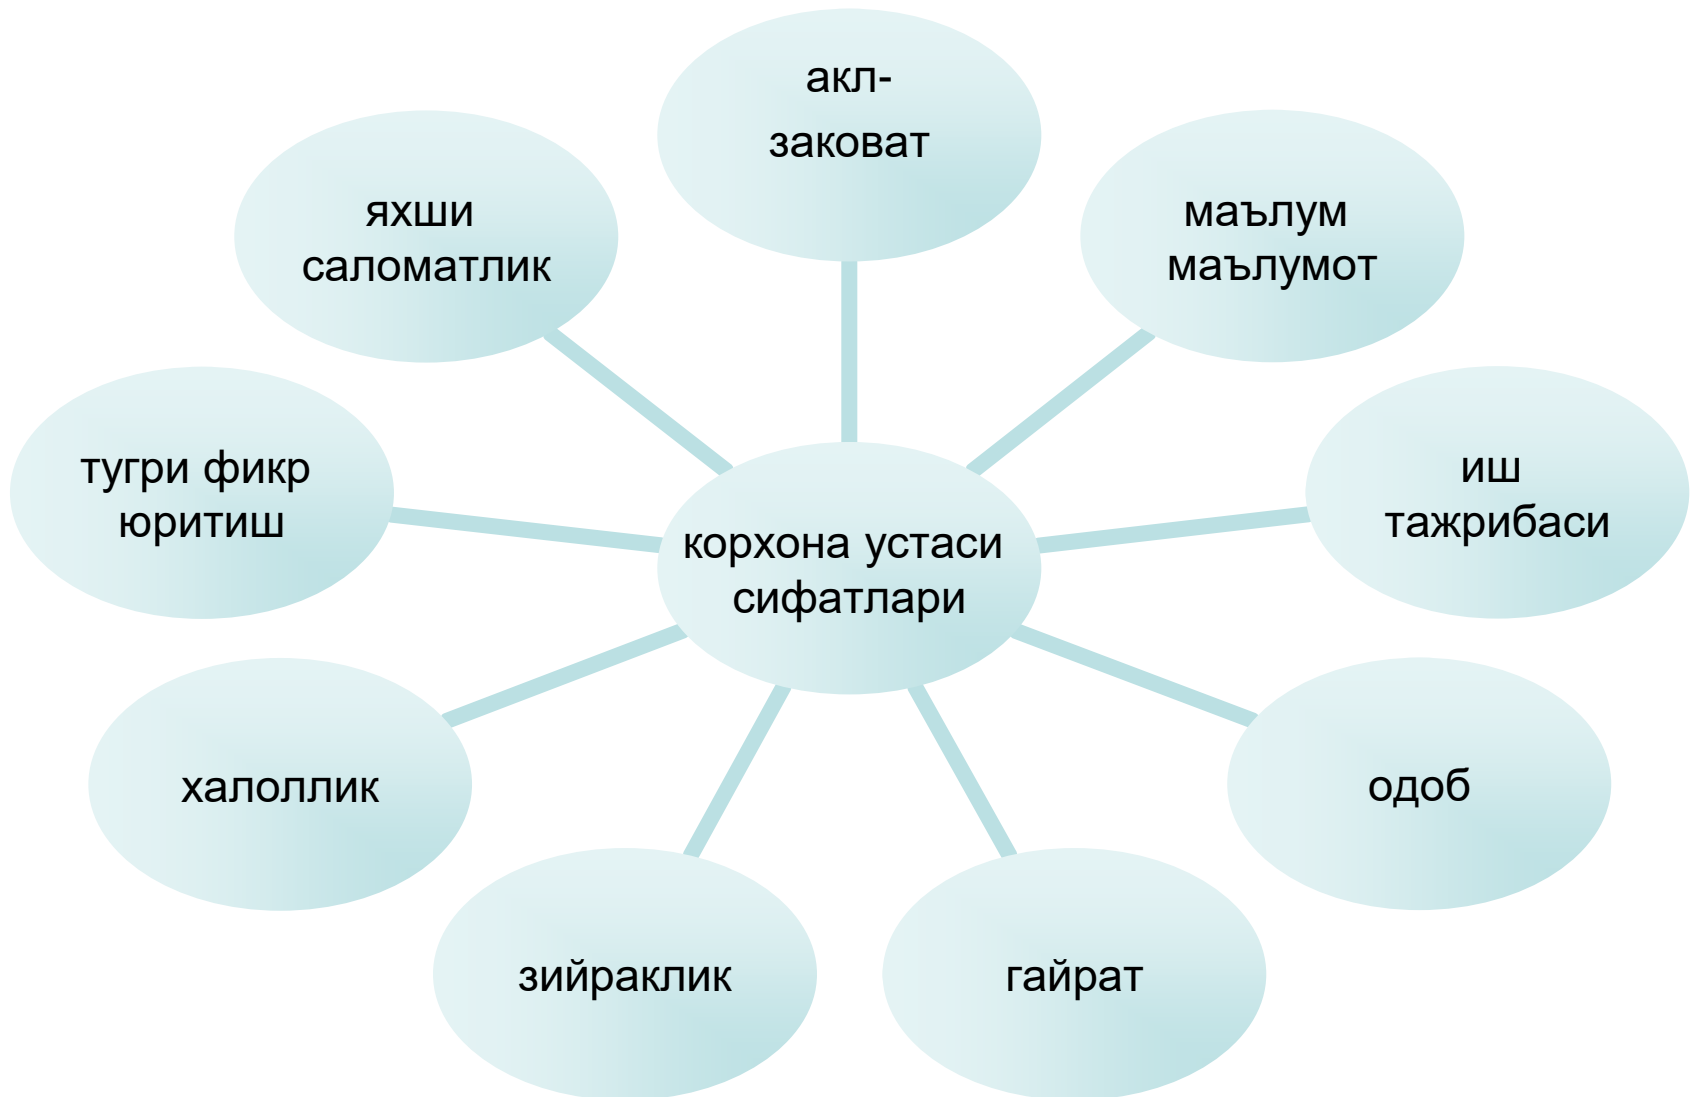 акл-
заковат
яхши
саломатлик
маълум
маълумот
тугри фикр
юритиш
иш
тажрибаси
корхона устаси
сифатлари
халоллик
одоб
зийраклик
гайрат